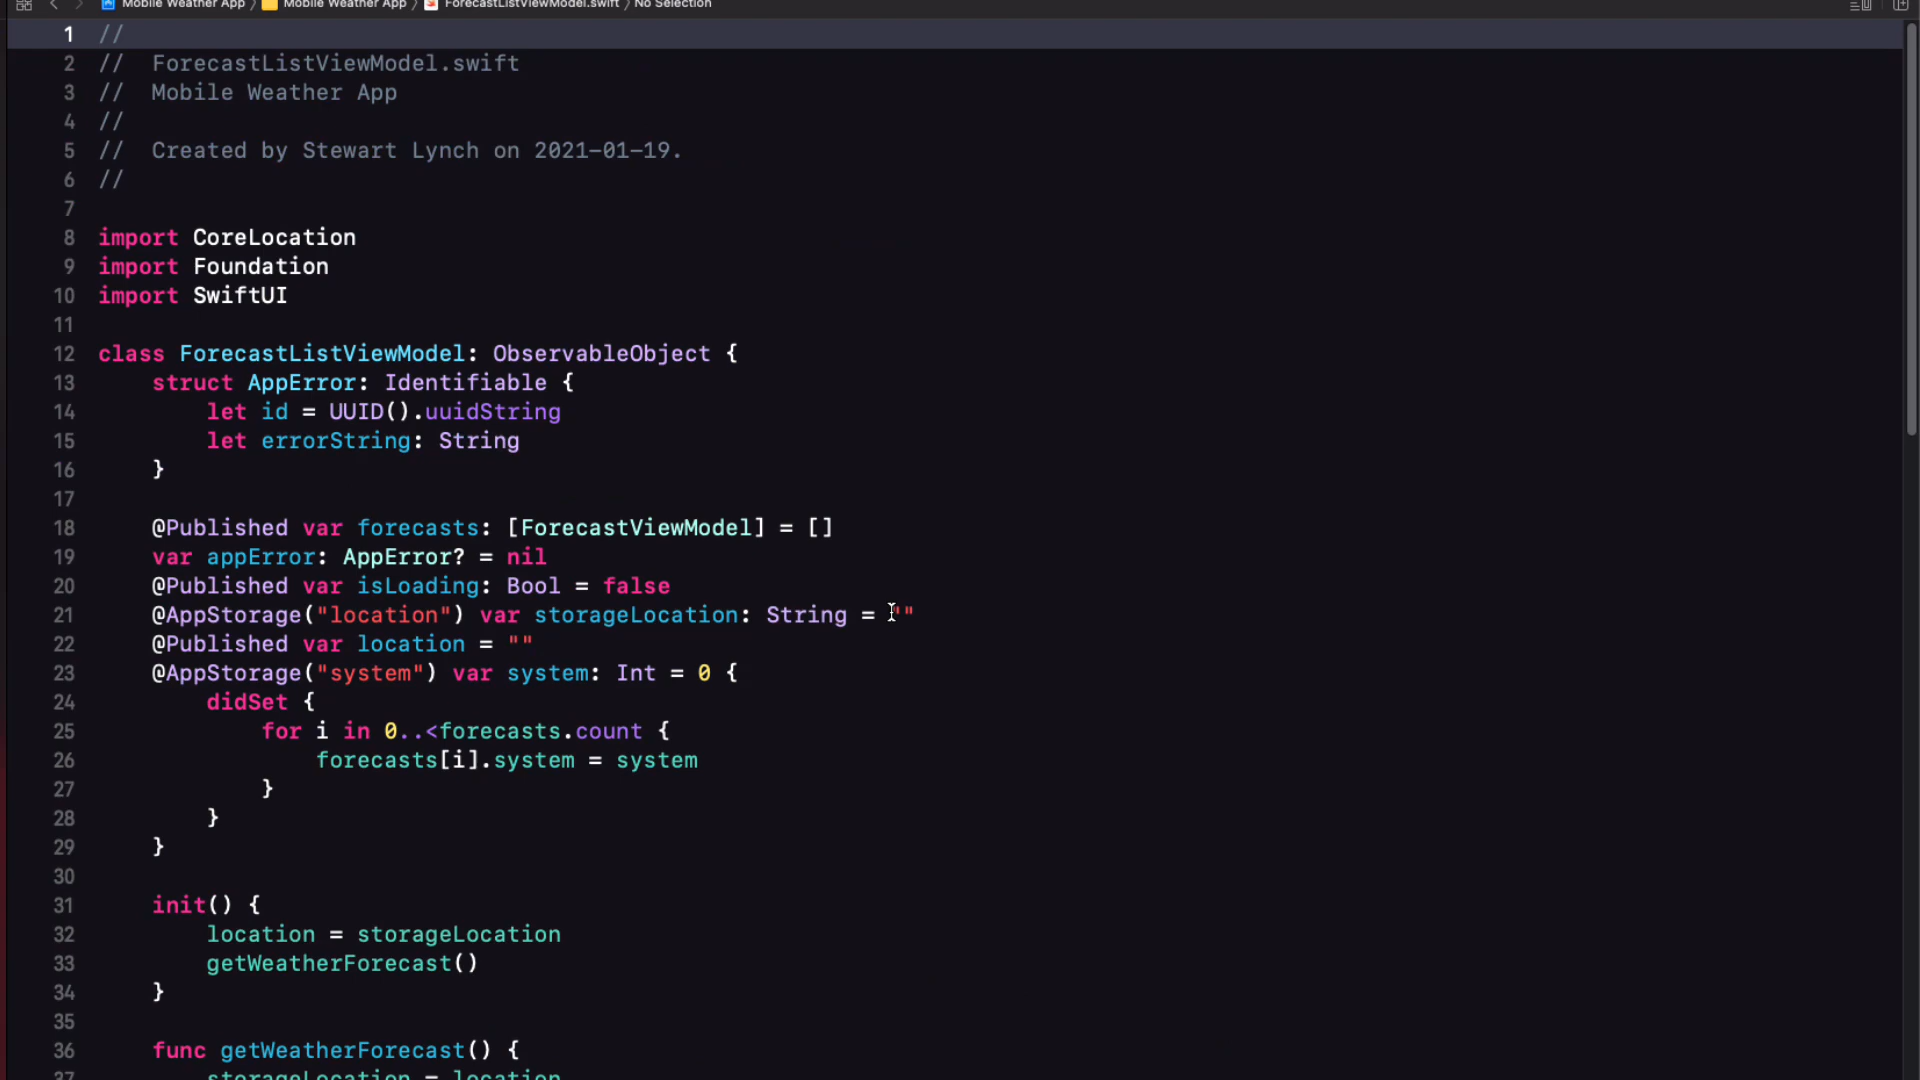 Mobile Weather App › Mobile Weather App › ForecastListViewModel.swift › No Selection
1 //
2 //  ForecastListViewModel.swift
3 //  Mobile Weather App
4 //
5 //  Created by Stewart Lynch on 2021-01-19.
6 //
7
8 import CoreLocation
9 import Foundation
10 import SwiftUI
11
12 class ForecastListViewModel: ObservableObject {
13     struct AppError: Identifiable {
14         let id = UUID().uuidString
15         let errorString: String
16     }
17
18     @Published var forecasts: [ForecastViewModel] = []
19     var appError: AppError? = nil
20     @Published var isLoading: Bool = false
21     @AppStorage("location") var storageLocation: String = ""
22     @Published var location = ""
23     @AppStorage("system") var system: Int = 0 {
24         didSet {
25             for i in 0..<forecasts.count {
26                 forecasts[i].system = system
27             }
28         }
29     }
30
31     init() {
32         location = storageLocation
33         getWeatherForecast()
34     }
35
36     func getWeatherForecast() {
37         storageLocation = location